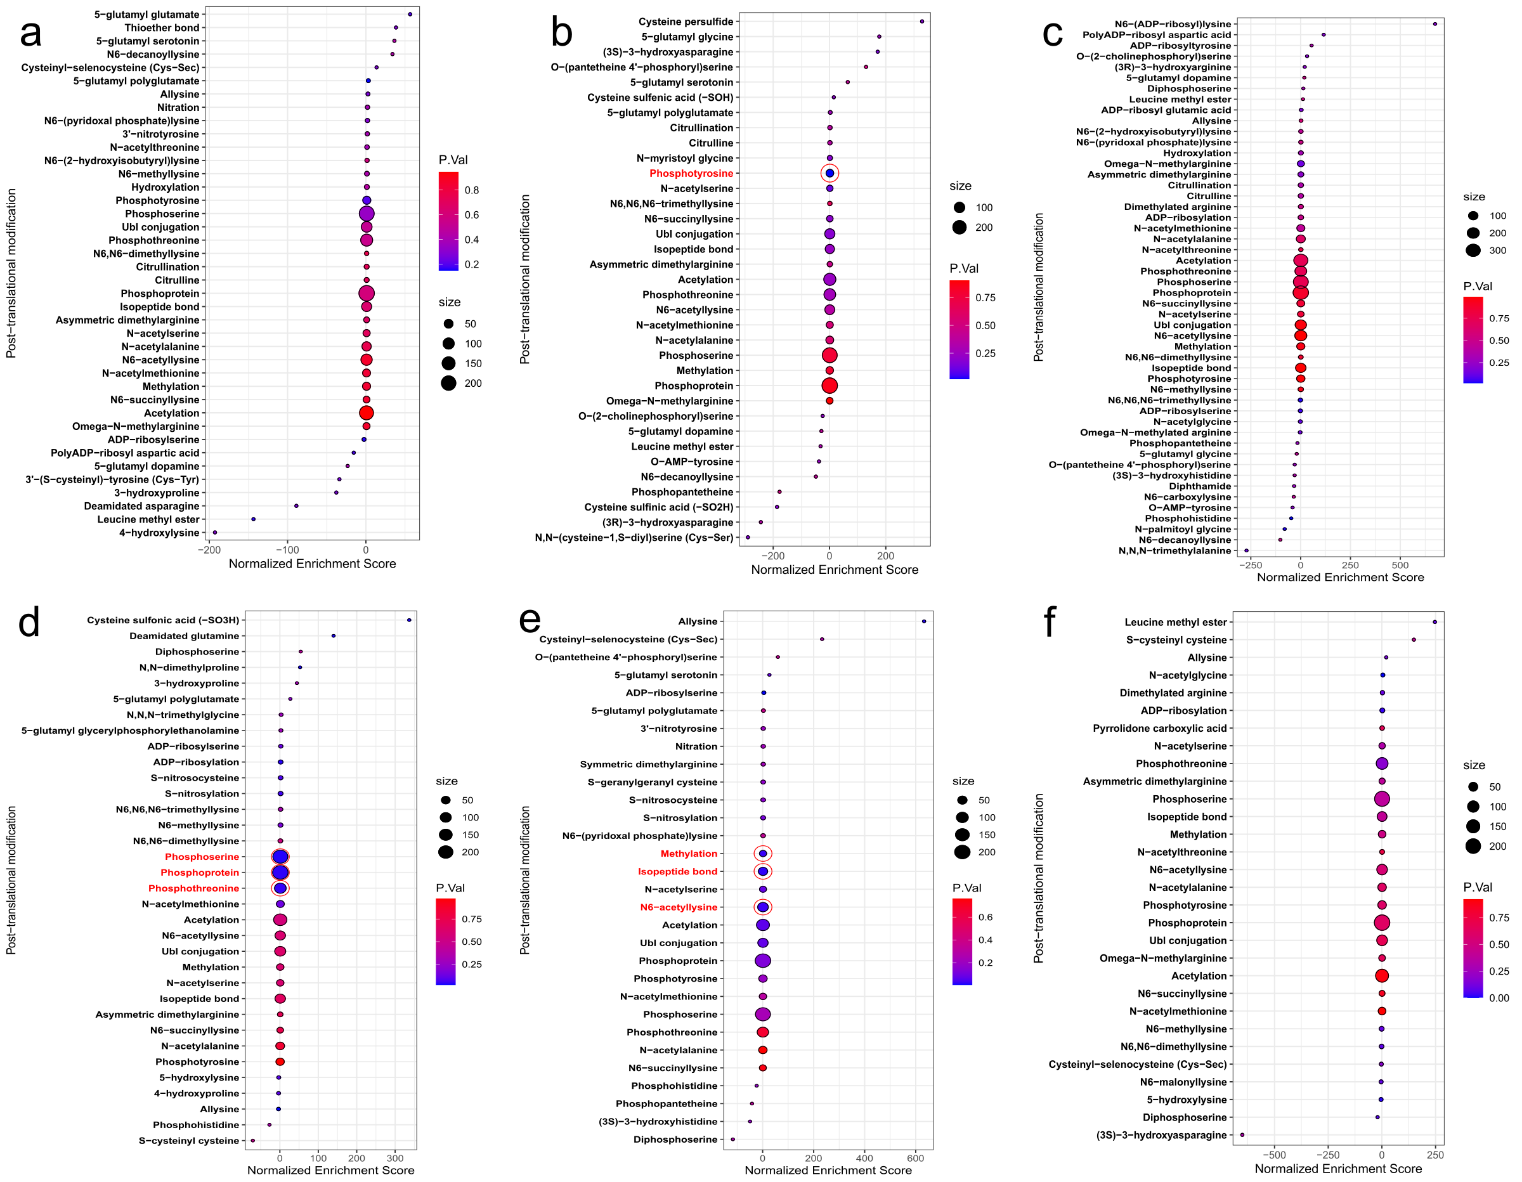 a
Post−translational modification
5−glutamyl glutamate
Thioether bond
5−glutamyl serotonin
N6−decanoyllysine
Cysteinyl−selenocysteine (Cys−Sec)
5−glutamyl polyglutamate
Allysine
Nitration
N6−(pyridoxal phosphate)lysine
3'−nitrotyrosine
N−acetylthreonine
N6−(2−hydroxyisobutyryl)lysine
N6−methyllysine
Hydroxylation
Phosphotyrosine
Phosphoserine
Ubl conjugation
Phosphothreonine
N6,N6−dimethyllysine
Citrullination
Citrulline
Phosphoprotein
Isopeptide bond
Asymmetric dimethylarginine
N−acetylserine
N−acetylalanine
N6−acetyllysine
N−acetylmethionine
Methylation
N6−succinyllysine
Acetylation
Omega−N−methylarginine
ADP−ribosylserine
PolyADP−ribosyl aspartic acid
5−glutamyl dopamine
3'−(S−cysteinyl)−tyrosine (Cys−Tyr)
3−hydroxyproline
Deamidated asparagine
Leucine methyl ester
4−hydroxylysine
−200 −100 0
Normalized Enrichment Score
P.Val
0.8
0.6
0.4
0.2
size
50
100
150
200
b
Post−translational modification
Cysteine persulfide
5−glutamyl glycine
(3S)−3−hydroxyasparagine
O−(pantetheine 4'−phosphoryl)serine
5−glutamyl serotonin
Cysteine sulfenic acid (−SOH)
5−glutamyl polyglutamate
Citrullination
Citrulline
N−myristoyl glycine
Phosphotyrosine
N−acetylserine
N6,N6,N6−trimethyllysine
N6−succinyllysine
Ubl conjugation
Isopeptide bond
Asymmetric dimethylarginine
Acetylation
Phosphothreonine
N6−acetyllysine
N−acetylmethionine
N−acetylalanine
Phosphoserine
Methylation
Phosphoprotein
Omega−N−methylarginine
O−(2−cholinephosphoryl)serine
5−glutamyl dopamine
Leucine methyl ester
O−AMP−tyrosine
N6−decanoyllysine
Phosphopantetheine
Cysteine sulfinic acid (−SO2H)
(3R)−3−hydroxyasparagine
N,N−(cysteine−1,S−diyl)serine (Cys−Ser)
−200 0 200
Normalized Enrichment Score
size
100
200
P.Val
0.75
0.50
0.25
c
Post−translational modification
N6−(ADP−ribosyl)lysine
PolyADP−ribosyl aspartic acid
ADP−ribosyltyrosine
O−(2−cholinephosphoryl)serine
(3R)−3−hydroxyarginine
5−glutamyl dopamine
Diphosphoserine
Leucine methyl ester
ADP−ribosyl glutamic acid
Allysine
N6−(2−hydroxyisobutyryl)lysine
N6−(pyridoxal phosphate)lysine
Hydroxylation
Omega−N−methylarginine
Asymmetric dimethylarginine
Citrullination
Citrulline
Dimethylated arginine
ADP−ribosylation
N−acetylmethionine
N−acetylalanine
N−acetylthreonine
Acetylation
Phosphothreonine
Phosphoserine
Phosphoprotein
N6−succinyllysine
N−acetylserine
Ubl conjugation
N6−acetyllysine
Methylation
N6,N6−dimethyllysine
Isopeptide bond
Phosphotyrosine
N6−methyllysine
N6,N6,N6−trimethyllysine
ADP−ribosylserine
N−acetylglycine
Omega−N−methylated arginine
Phosphopantetheine
5−glutamyl glycine
O−(pantetheine 4'−phosphoryl)serine
(3S)−3−hydroxyhistidine
Diphthamide
N6−carboxylysine
O−AMP−tyrosine
Phosphohistidine
N−palmitoyl glycine
N6−decanoyllysine
N,N,N−trimethylalanine
−250 0 250 500
Normalized Enrichment Score
size
100
200
300
P.Val
0.75
0.50
0.25
d
Post−translational modification
Cysteine sulfonic acid (−SO3H)
Deamidated glutamine
Diphosphoserine
N,N−dimethylproline
3−hydroxyproline
5−glutamyl polyglutamate
N,N,N−trimethylglycine
5−glutamyl glycerylphosphorylethanolamine
ADP−ribosylserine
ADP−ribosylation
S−nitrosocysteine
S−nitrosylation
N6,N6,N6−trimethyllysine
N6−methyllysine
N6,N6−dimethyllysine
Phosphoserine
Phosphoprotein
Phosphothreonine
N−acetylmethionine
Acetylation
N6−acetyllysine
Ubl conjugation
Methylation
N−acetylserine
Isopeptide bond
Asymmetric dimethylarginine
N6−succinyllysine
N−acetylalanine
Phosphotyrosine
5−hydroxylysine
4−hydroxyproline
Allysine
Phosphohistidine
S−cysteinyl cysteine
0 100 200 300
Normalized Enrichment Score
size
50
100
150
200
P.Val
0.75
0.50
0.25
e
Post−translational modification
Allysine
Cysteinyl−selenocysteine (Cys−Sec)
O−(pantetheine 4'−phosphoryl)serine
5−glutamyl serotonin
ADP−ribosylserine
5−glutamyl polyglutamate
3'−nitrotyrosine
Nitration
Symmetric dimethylarginine
S−geranylgeranyl cysteine
S−nitrosocysteine
S−nitrosylation
N6−(pyridoxal phosphate)lysine
Methylation
Isopeptide bond
N−acetylserine
N6−acetyllysine
Acetylation
Ubl conjugation
Phosphoprotein
Phosphotyrosine
N−acetylmethionine
Phosphoserine
Phosphothreonine
N−acetylalanine
N6−succinyllysine
Phosphohistidine
Phosphopantetheine
(3S)−3−hydroxyhistidine
Diphosphoserine
0 200 400 600
Normalized Enrichment Score
size
50
100
150
200
P.Val
0.6
0.4
0.2
f
Post−translational modification
Leucine methyl ester
S−cysteinyl cysteine
Allysine
N−acetylglycine
Dimethylated arginine
ADP−ribosylation
Pyrrolidone carboxylic acid
N−acetylserine
Phosphothreonine
Asymmetric dimethylarginine
Phosphoserine
Isopeptide bond
Methylation
N−acetylthreonine
N6−acetyllysine
N−acetylalanine
Phosphotyrosine
Phosphoprotein
Ubl conjugation
Omega−N−methylarginine
Acetylation
N6−succinyllysine
N−acetylmethionine
N6−methyllysine
N6,N6−dimethyllysine
Cysteinyl−selenocysteine (Cys−Sec)
N6−malonyllysine
5−hydroxylysine
Diphosphoserine
(3S)−3−hydroxyasparagine
−500 −250 0 250
Normalized Enrichment Score
size
50
100
150
200
P.Val
0.75
0.50
0.25
0.00